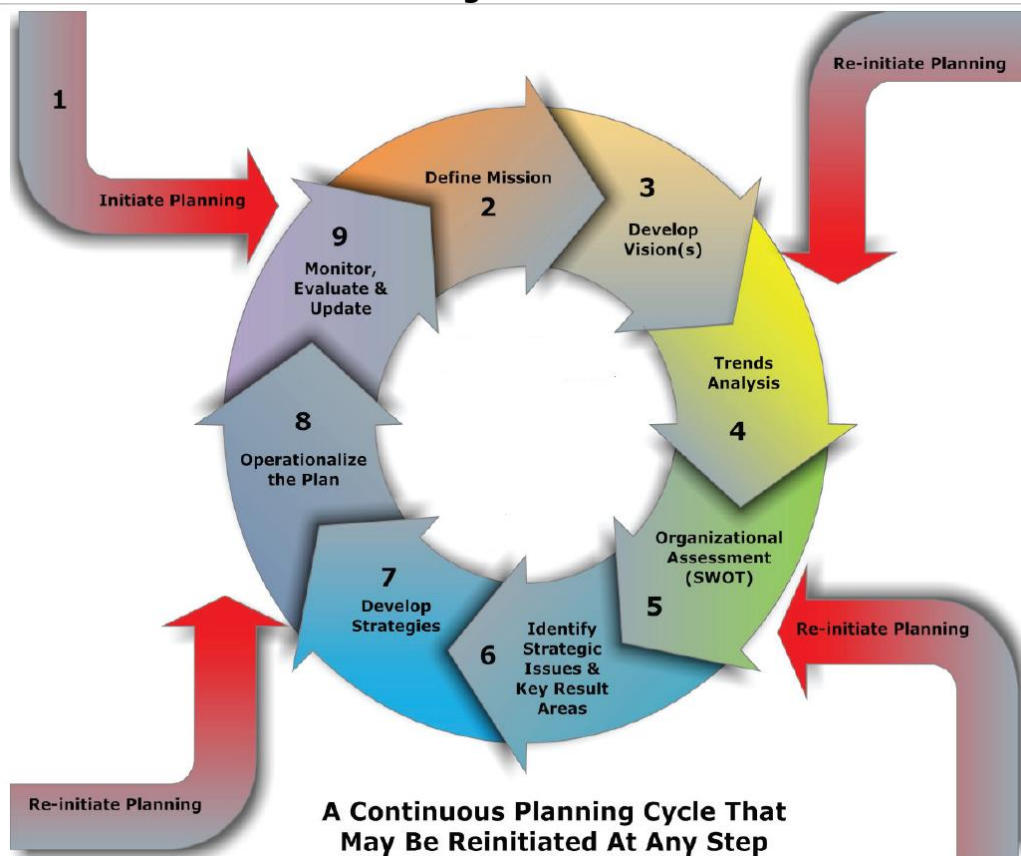 1
Initiate Planning
Re-initiate Planning
Define Mission
2
3
Develop
Vision(s)
Trends
Analysis
4
Organizational
Assessment
(SWOT)
5
Re-initiate Planning
Identify
Strategic
Issues &
Key Result
Areas
6
7
Develop
Strategies
8
Operationalize
the Plan
9
Monitor,
Evaluate &
Update
Re-initiate Planning
A Continuous Planning Cycle That
May Be Reinitiated At Any Step